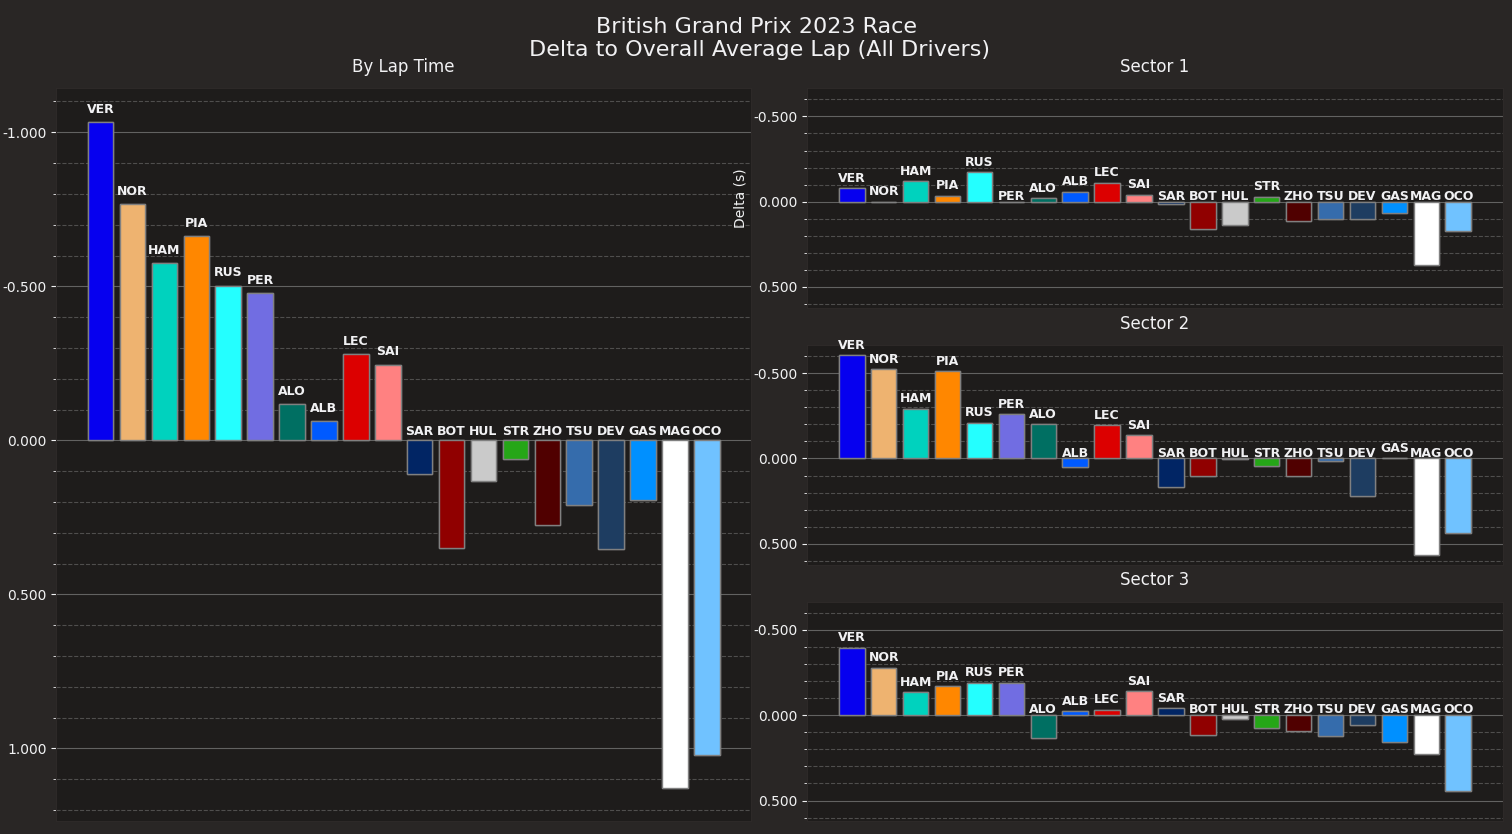 British Grand Prix 2023 Race
Delta to Overall Average Lap (All Drivers)
By Lap Time
-1.000
-0.500
0.000
0.500
1.000
VER
NOR
HAM
PIA
RUS
PER
ALO
ALB
LEC
SAI
SAR BOT HUL STR ZHO TSU DEV GAS MAG OCO
Delta (s)
Sector 1
-0.500
0.000
0.500
VER NOR HAM PIA RUS PER ALO ALB LEC SAI SAR BOT HUL STR ZHO TSU DEV GAS MAG OCO
Sector 2
-0.500
0.000
0.500
VER NOR HAM PIA RUS PER ALO ALB LEC SAI SAR BOT HUL STR ZHO TSU DEV GAS MAG OCO
Sector 3
-0.500
0.000
0.500
VER NOR HAM PIA RUS PER ALO ALB LEC SAI SAR BOT HUL STR ZHO TSU DEV GAS MAG OCO